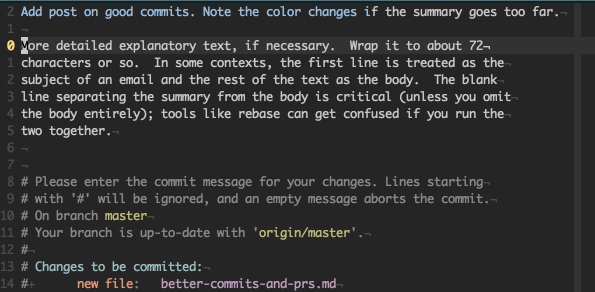 2 Add post on good commits. Note the color changes if the summary goes too far.¬
1 ¬
0 More detailed explanatory text, if necessary.  Wrap it to about 72¬
1 characters or so.  In some contexts, the first line is treated as the¬
2 subject of an email and the rest of the text as the body.  The blank¬
3 line separating the summary from the body is critical (unless you omit¬
4 the body entirely); tools like rebase can get confused if you run the¬
5 two together.¬
6 ¬
7 ¬
8 # Please enter the commit message for your changes. Lines starting¬
9 # with '#' will be ignored, and an empty message aborts the commit.¬
10 # On branch master¬
11 # Your branch is up-to-date with 'origin/master'.¬
12 #¬
13 # Changes to be committed:¬
14 #+     new file:   better-commits-and-prs.md¬